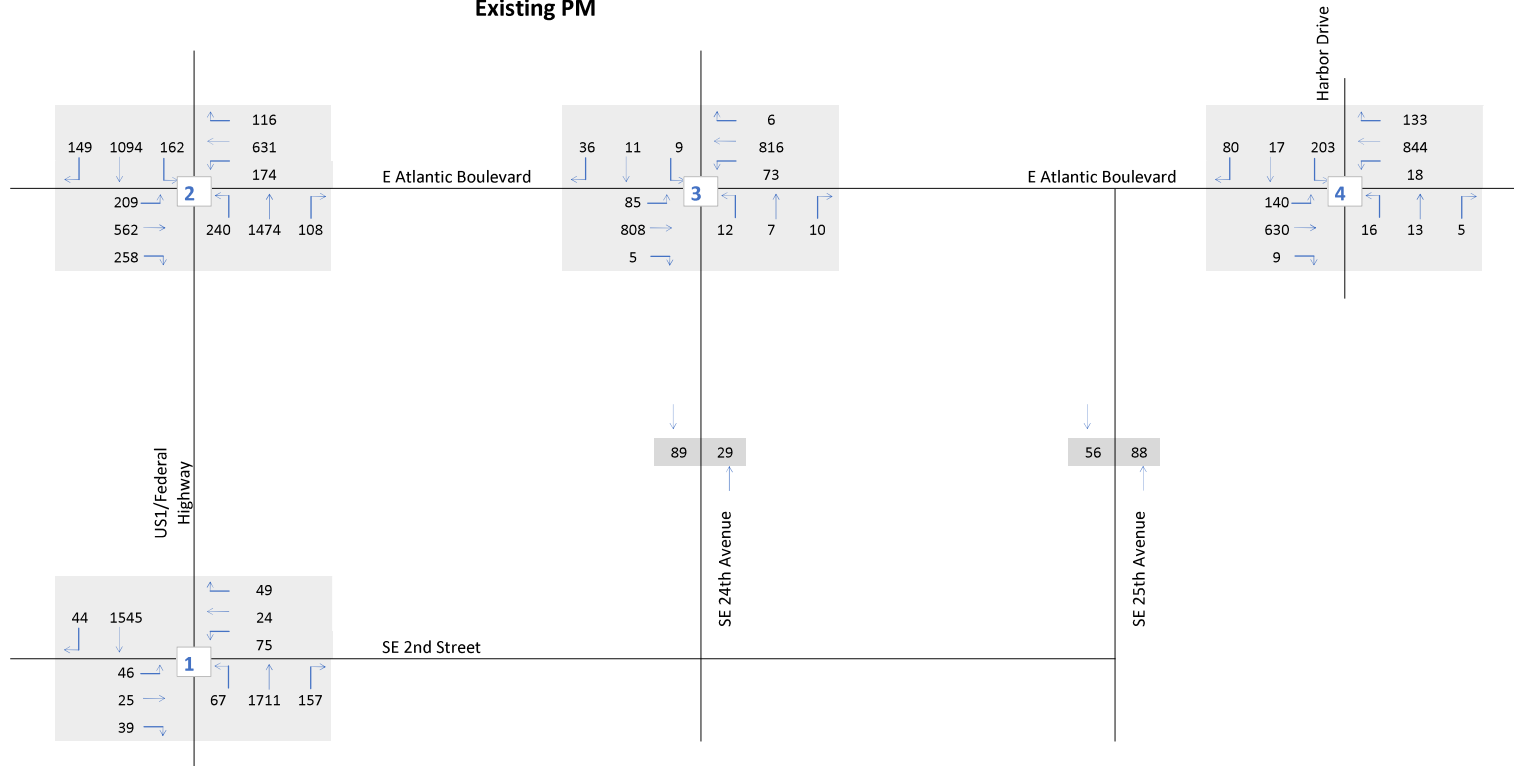 Existing PM
Harbor Drive
116
6
133
149 1094 162
631
36 11 9
816
80 17 203
844
174
73
18
E Atlantic Boulevard
E Atlantic Boulevard
2
3
4
209
85
140
562
240 1474 108
808
12 7 10
630
16 13 5
258
5
9
89 29
56 88
US1/Federal
Highway
SE 24th Avenue
SE 25th Avenue
49
44 1545
24
75
SE 2nd Street
1
46
25
67 1711 157
39